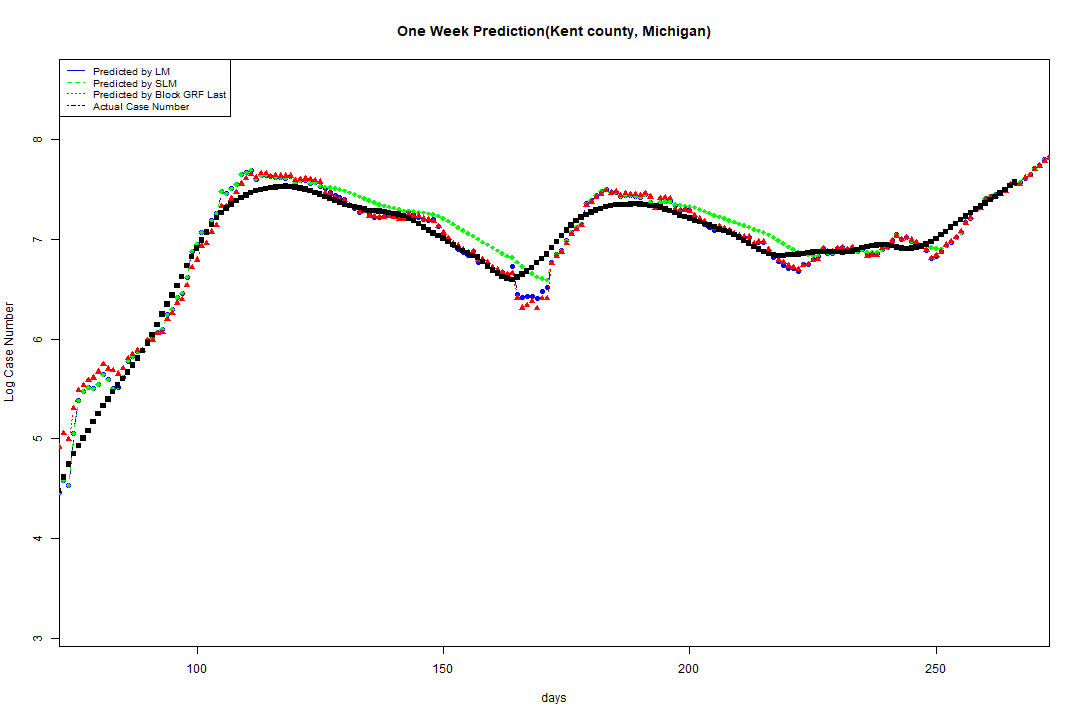 One Week Prediction(Kent county, Michigan)
Predicted by LM
Predicted by SLM
Predicted by Block GRF Last
Actual Case Number
8
7
6
5
4
3
Log Case Number
100 150 200 250
days